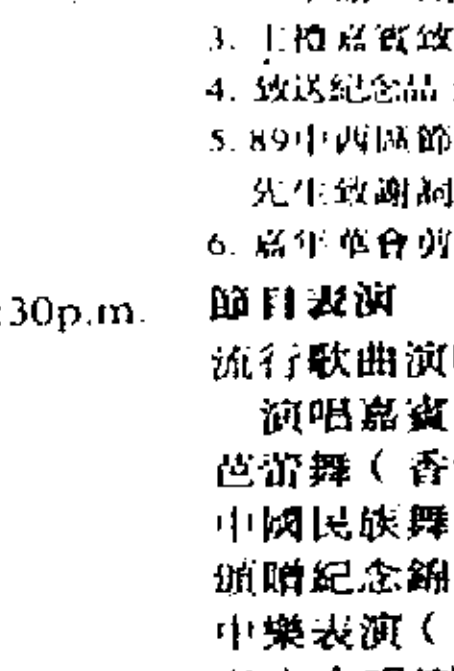 3. 主禮嘉賓致
4. 致送紀念品
5. 89中西區節
先生致謝詞
6. 嘉年華會剪
:30p.m. 節目表演
流行歌曲演唱
演唱嘉賓
芭蕾舞（香
中國民族舞
頒贈紀念錦
中樂表演（